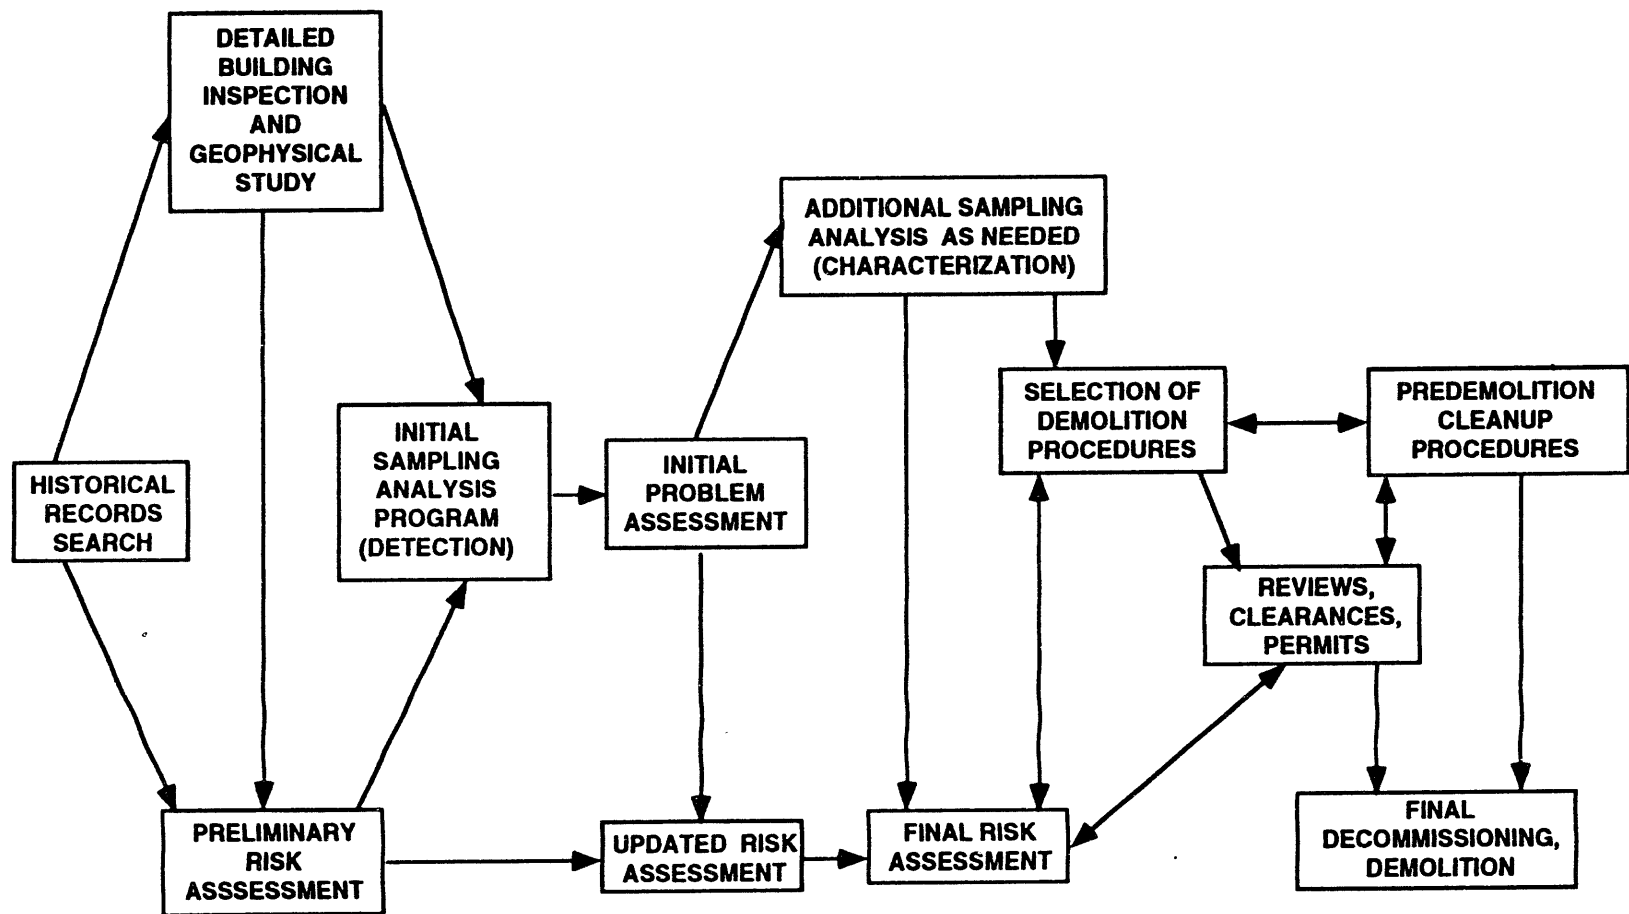 DETAILED
BUILDING
INSPECTION
AND
GEOPHYSICAL
STUDY
HISTORICAL
RECORDS
SEARCH
PRELIMINARY
RISK
ASSSESSMENT
INITIAL
SAMPLING
ANALYSIS
PROGRAM
(DETECTION)
INITIAL
PROBLEM
ASSESSMENT
UPDATED RISK
ASSESSMENT
ADDITIONAL SAMPLING
ANALYSIS AS NEEDED
(CHARACTERIZATION)
FINAL RISK
ASSESSMENT
SELECTION OF
DEMOLITION
PROCEDURES
PREDEMOLITION
CLEANUP
PROCEDURES
REVIEWS,
CLEARANCES,
PERMITS
FINAL
DECOMMISSIONING,
DEMOLITION